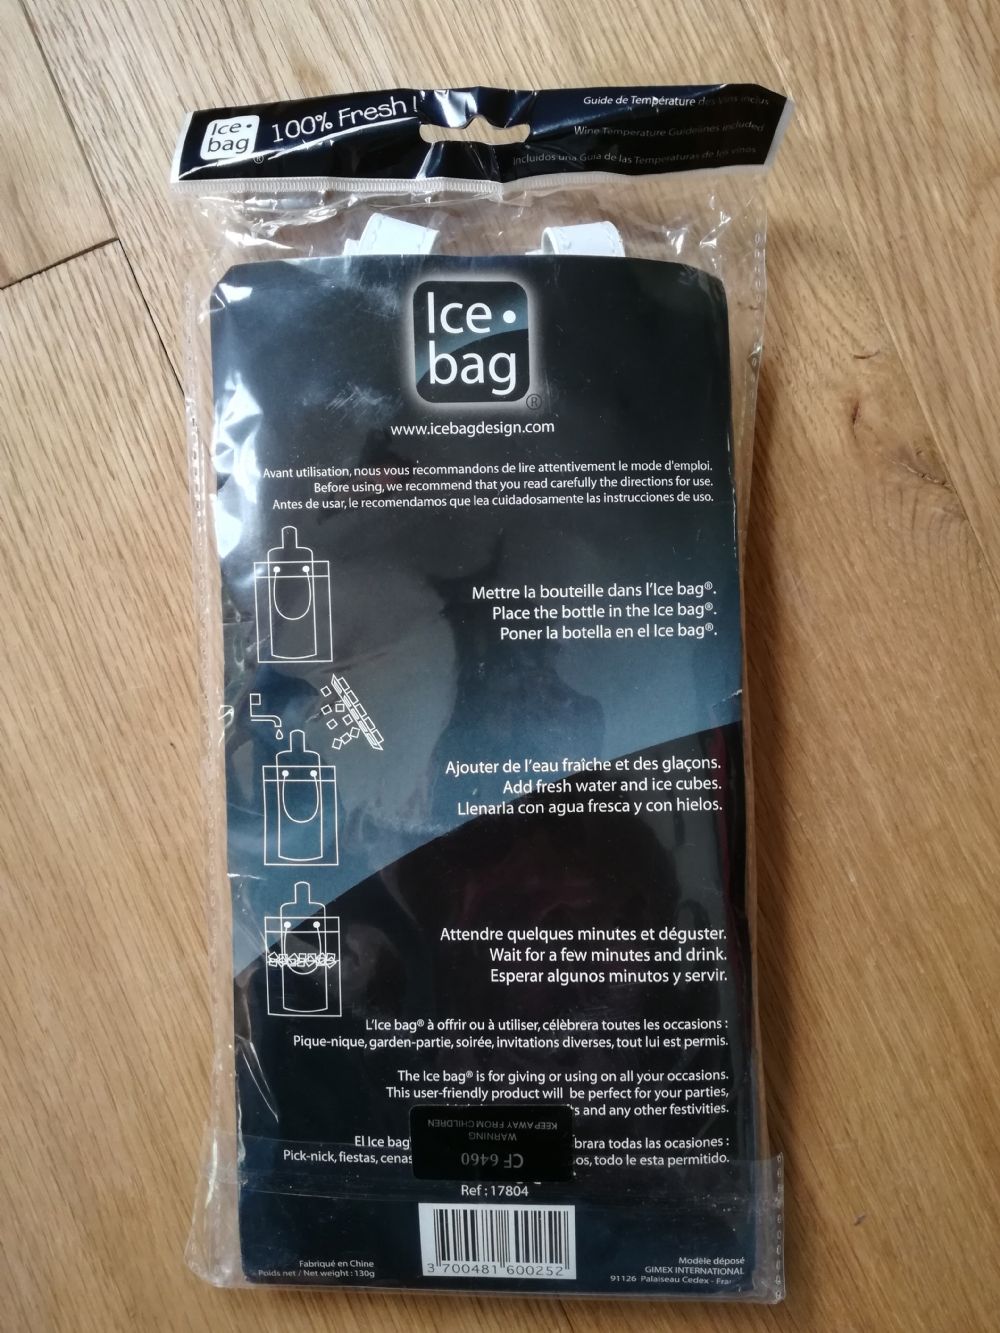 Ice•
bag®
100% Fresh !
Guide de Température des vins inclus
Wine Temperature Guidelines included
Incluidos una Guia de las Temperaturas de los vinos
Ice•
bag
®
www.icebagdesign.com
Avant utilisation, nous vous recommandons de lire attentivement le mode d'emploi.
Before using, we recommend that you read carefully the directions for use.
Antes de usar, le recomendamos que lea cuidadosamente las instrucciones de uso.
Mettre la bouteille dans l'Ice bag®.
Place the bottle in the Ice bag®.
Poner la botella en el Ice bag®.
Ajouter de l'eau fraîche et des glaçons.
Add fresh water and ice cubes.
Llenarla con agua fresca y con hielos.
Attendre quelques minutes et déguster.
Wait for a few minutes and drink.
Esperar algunos minutos y servir.
L'Ice bag® à offrir ou à utiliser, célèbrera toutes les occasions :
Pique-nique, garden-partie, soirée, invitations diverses, tout lui est permis.
The Ice bag® is for giving or using on all your occasions.
This user-friendly product will be perfect for your parties,
and any other festivities.
El Ice bag todas las ocasiones :
Pick-nick, fiestas, cenas todo le esta permitido.
CF 6460
WARNING
KEEP AWAY FROM CHILDREN
Ref : 17804
3 700481 600252
Fabriqué en Chine
Poids net / Net weight : 130g
Modèle déposé
GIMEX INTERNATIONAL
91126 Palaiseau Cedex -